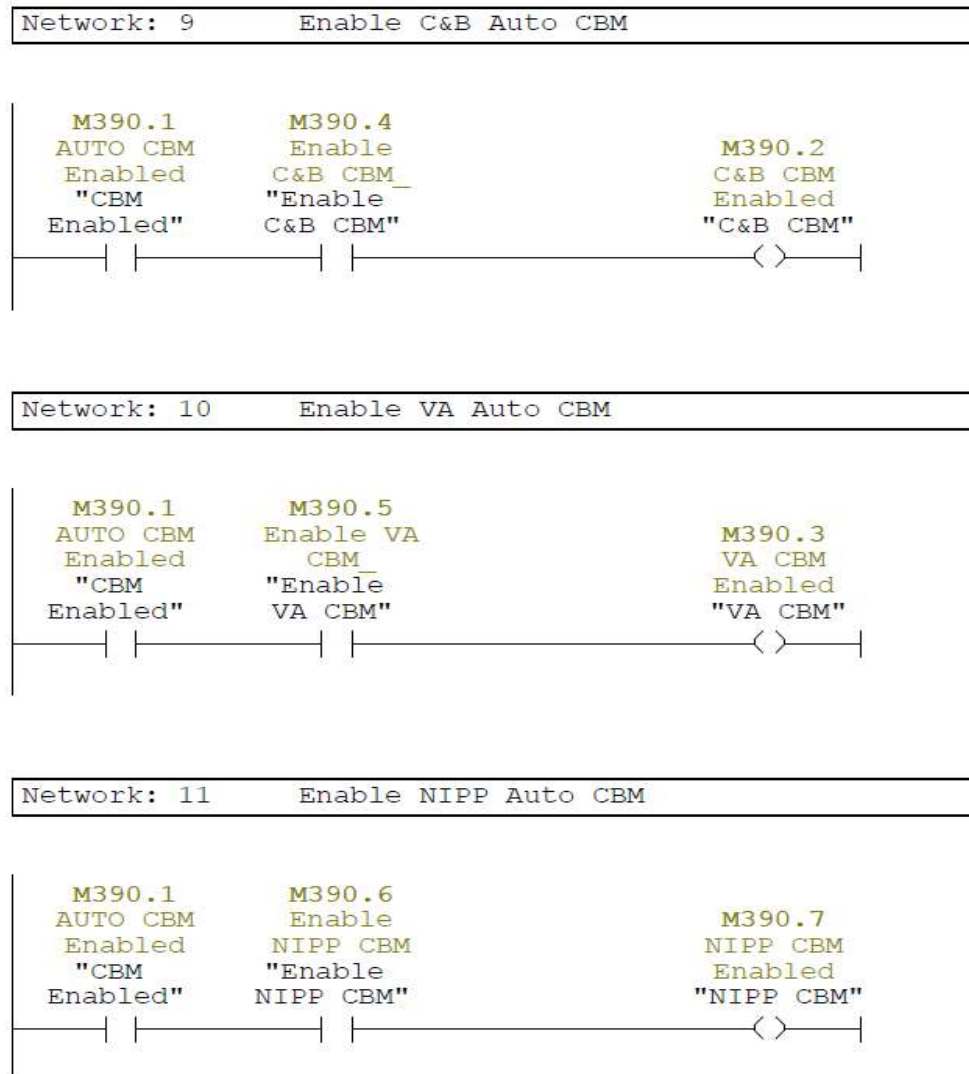 Network: 9 Enable C&B Auto CBM
M390.1 M390.4
AUTO CBM Enable M390.2
Enabled C&B CBM_ C&B CBM
"CBM "Enable Enabled
Enabled" C&B CBM" "C&B CBM"
Network: 10 Enable VA Auto CBM
M390.1 M390.5
AUTO CBM Enable VA M390.3
Enabled CBM_ VA CBM
"CBM "Enable Enabled
Enabled" VA CBM" "VA CBM"
Network: 11 Enable NIPP Auto CBM
M390.1 M390.6
AUTO CBM Enable M390.7
Enabled NIPP CBM NIPP CBM
"CBM "Enable Enabled
Enabled" NIPP CBM" "NIPP CBM"